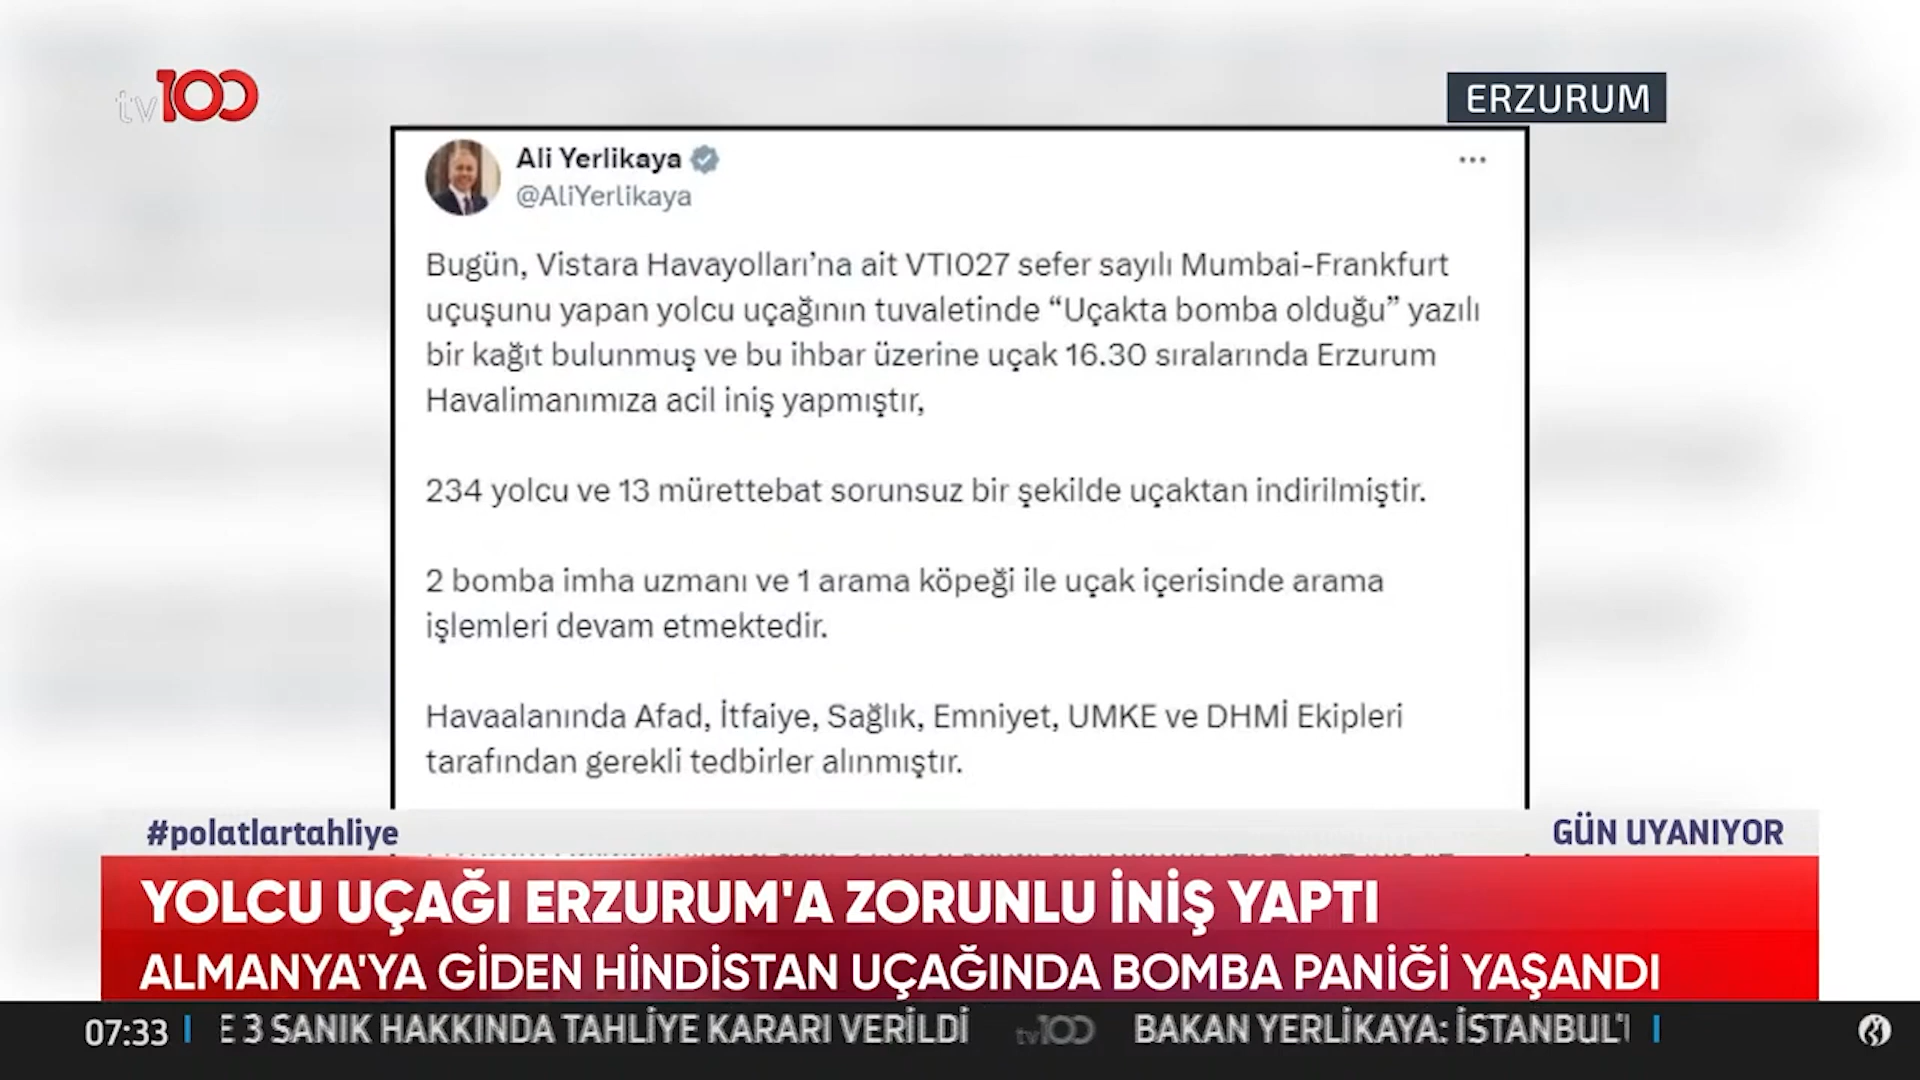 tv100
ERZURUM
Ali Yerlikaya
@AliYerlikaya
Bugün, Vistara Havayolları’na ait VTI027 sefer sayılı Mumbai-Frankfurt
uçuşunu yapan yolcu uçağının tuvaletinde “Uçakta bomba olduğu” yazılı
bir kağıt bulunmuş ve bu ihbar üzerine uçak 16.30 sıralarında Erzurum
Havalimanımıza acil iniş yapmıştır,
234 yolcu ve 13 mürettebat sorunsuz bir şekilde uçaktan indirilmiştir.
2 bomba imha uzmanı ve 1 arama köpeği ile uçak içerisinde arama
işlemleri devam etmektedir.
Havaalanında Afad, İtfaiye, Sağlık, Emniyet, UMKE ve DHMİ Ekipleri
tarafından gerekli tedbirler alınmıştır.
#polatlartahliye
GÜN UYANIYOR
YOLCU UÇAĞI ERZURUM'A ZORUNLU İNİŞ YAPTI
ALMANYA'YA GİDEN HİNDİSTAN UÇAĞINDA BOMBA PANİĞİ YAŞANDI
07:33 E 3 SANIK HAKKINDA TAHLİYE KARARI VERİLDİ tv100 BAKAN YERLİKAYA: İSTANBUL'